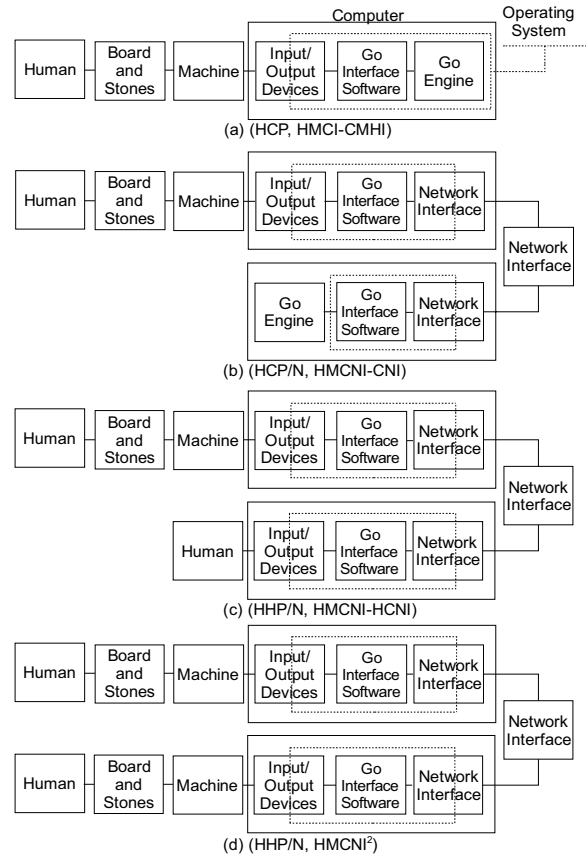 Computer
Operating
System
Human
Board
and
Stones
Machine
Input/
Output
Devices
Go
Interface
Software
Go
Engine
(a) (HCP, HMCI-CMHI)
Human
Board
and
Stones
Machine
Input/
Output
Devices
Go
Interface
Software
Network
Interface
Network
Interface
Go
Engine
Go
Interface
Software
Network
Interface
(b) (HCP/N, HMCNI-CNI)
Human
Board
and
Stones
Machine
Input/
Output
Devices
Go
Interface
Software
Network
Interface
Network
Interface
Human
Input/
Output
Devices
Go
Interface
Software
Network
Interface
(c) (HHP/N, HMCNI-HCNI)
Human
Board
and
Stones
Machine
Input/
Output
Devices
Go
Interface
Software
Network
Interface
Network
Interface
Human
Board
and
Stones
Machine
Input/
Output
Devices
Go
Interface
Software
Network
Interface
(d) (HHP/N, HMCNI²)